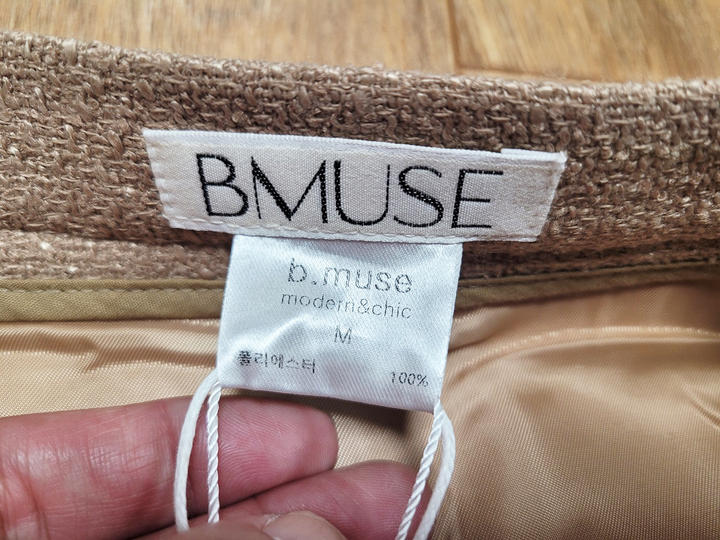 BMUSE
b.muse
modern&chic
M
폴리에스터 100%